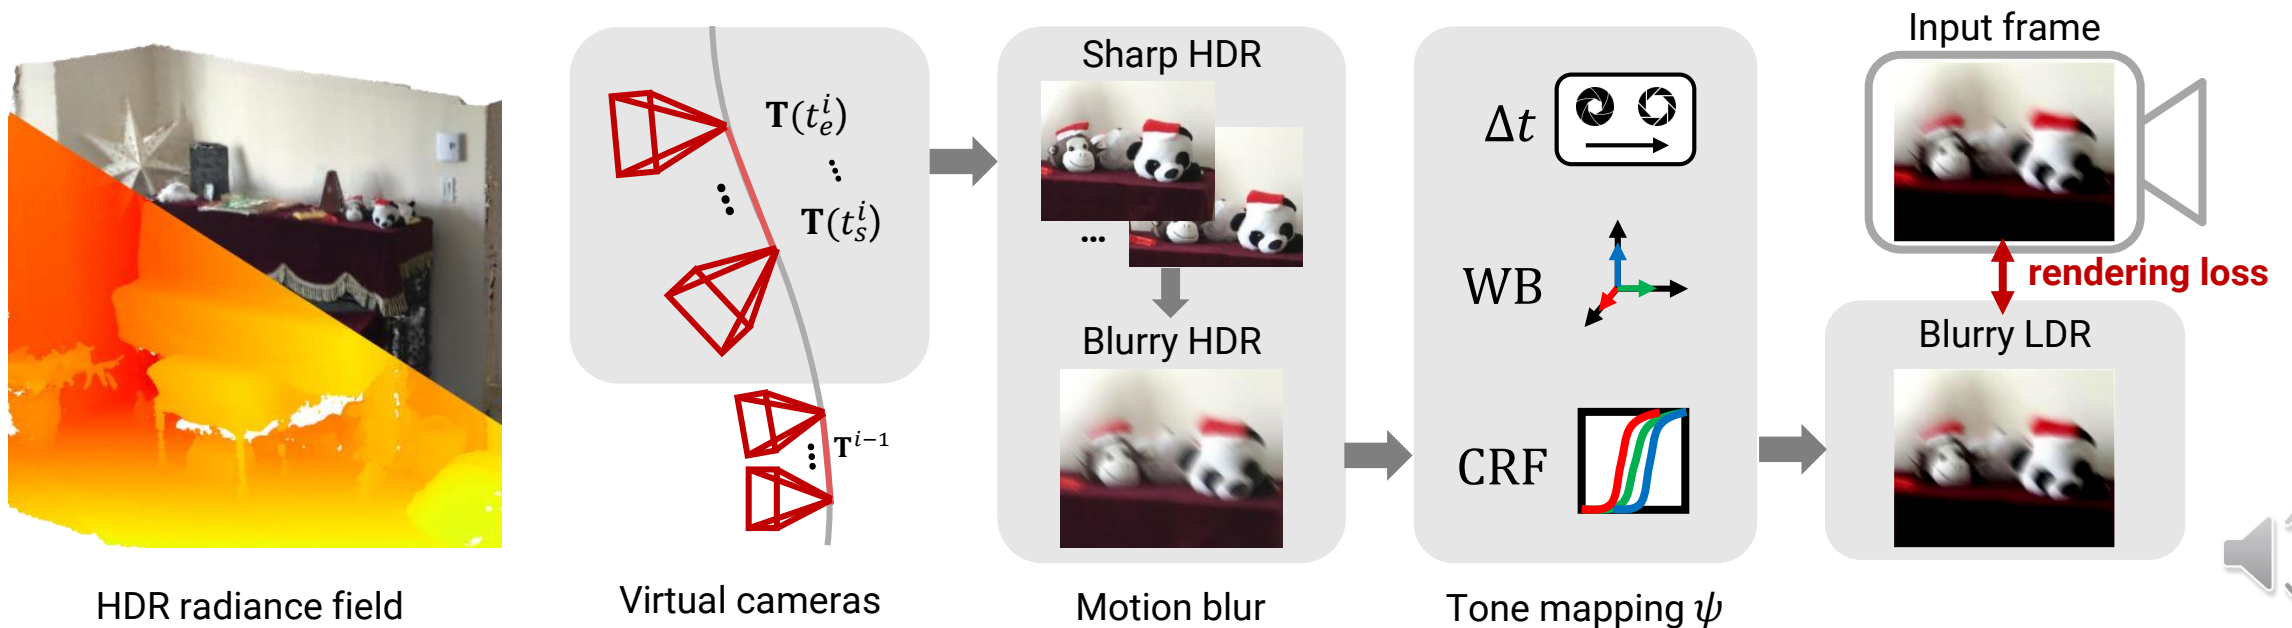 HDR radiance field
T(t_e^i)
⋮
T(t_s^i)
⋮
T^{i−1}
⋮
Virtual cameras
Sharp HDR
...
Blurry HDR
Motion blur
Δt
WB
CRF
Tone mapping ψ
Input frame
rendering loss
Blurry LDR